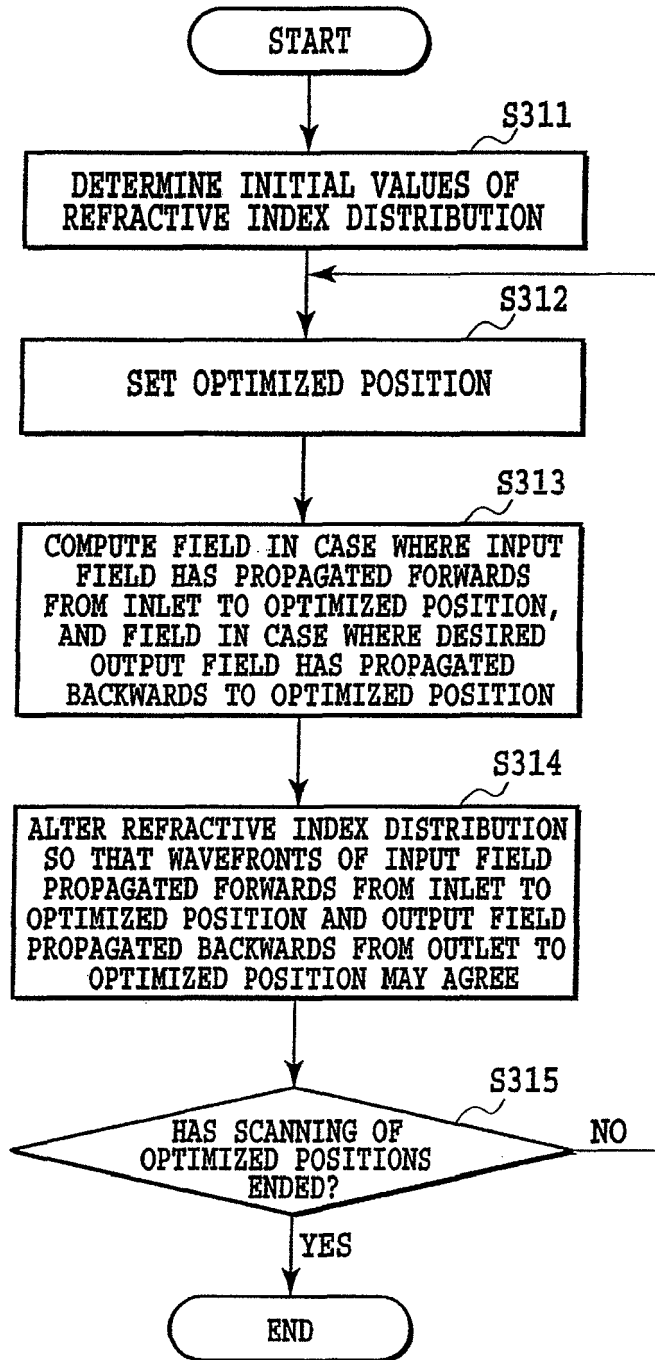 START
S311
DETERMINE INITIAL VALUES OF
REFRACTIVE INDEX DISTRIBUTION
S312
SET OPTIMIZED POSITION
S313
COMPUTE FIELD IN CASE WHERE INPUT
FIELD HAS PROPAGATED FORWARDS
FROM INLET TO OPTIMIZED POSITION,
AND FIELD IN CASE WHERE DESIRED
OUTPUT FIELD HAS PROPAGATED
BACKWARDS TO OPTIMIZED POSITION
S314
ALTER REFRACTIVE INDEX DISTRIBUTION
SO THAT WAVEFRONTS OF INPUT FIELD
PROPAGATED FORWARDS FROM INLET TO
OPTIMIZED POSITION AND OUTPUT FIELD
PROPAGATED BACKWARDS FROM OUTLET TO
OPTIMIZED POSITION MAY AGREE
S315
HAS SCANNING OF
OPTIMIZED POSITIONS
ENDED?
NO
YES
END